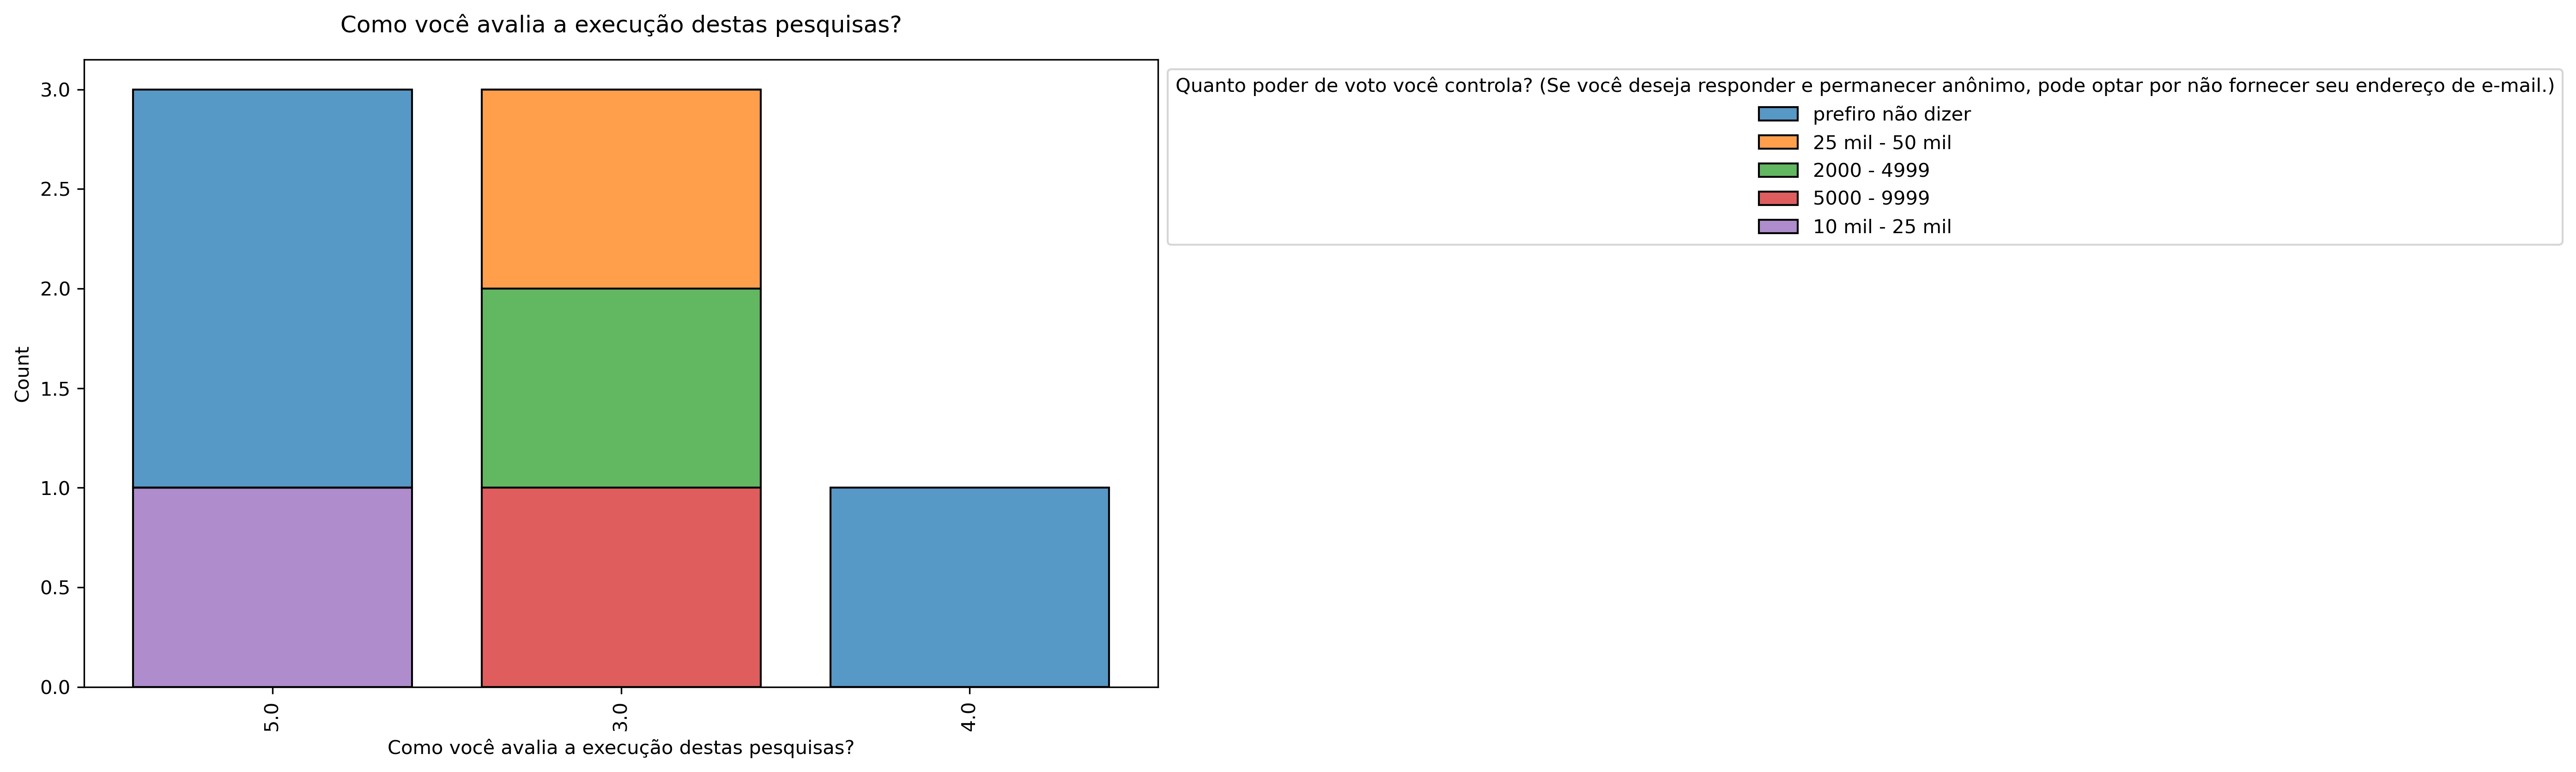 Como você avalia a execução destas pesquisas?
3.0
2.5
2.0
1.5
1.0
0.5
0.0
Count
5.0
3.0
4.0
Como você avalia a execução destas pesquisas?
Quanto poder de voto você controla? (Se você deseja responder e permanecer anônimo, pode optar por não fornecer seu endereço de e-mail.)
prefiro não dizer
25 mil - 50 mil
2000 - 4999
5000 - 9999
10 mil - 25 mil